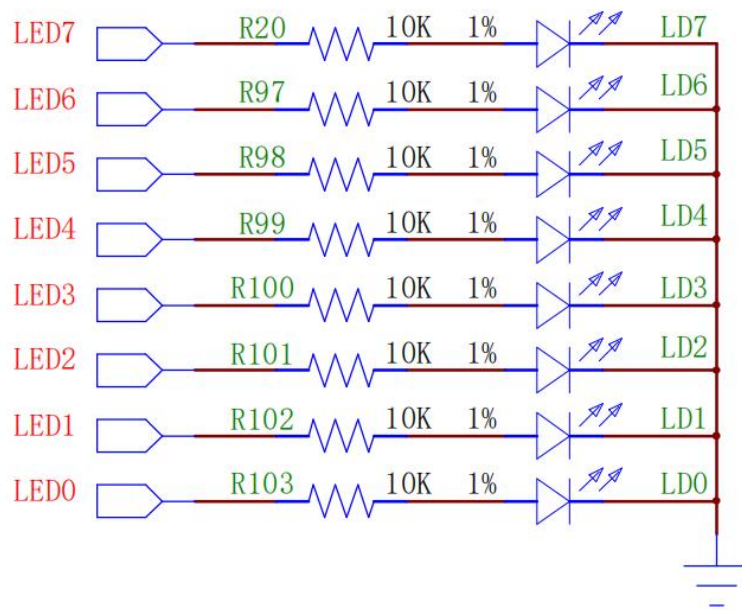 LED7 R20 10K 1% LD7
LED6 R97 10K 1% LD6
LED5 R98 10K 1% LD5
LED4 R99 10K 1% LD4
LED3 R100 10K 1% LD3
LED2 R101 10K 1% LD2
LED1 R102 10K 1% LD1
LED0 R103 10K 1% LD0